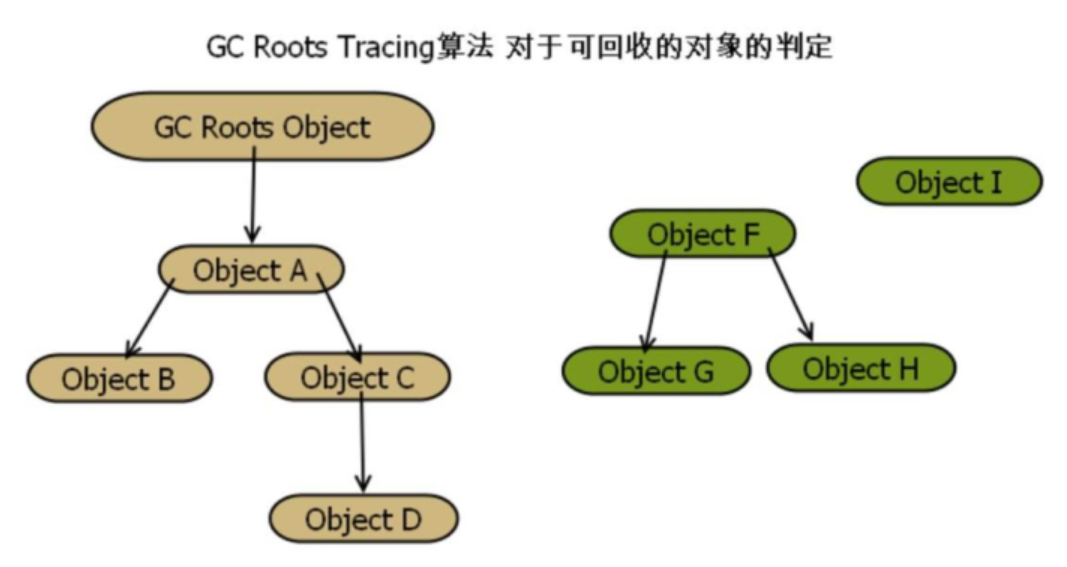 GC Roots Tracing算法 对于可回收的对象的判定
GC Roots Object
Object I
Object F
Object A
Object B
Object C
Object G
Object H
Object D